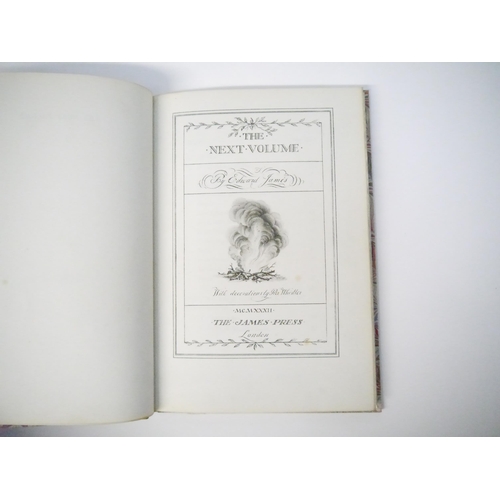 · THE ·
· NEXT · VOLUME ·
By Edward James
With decorations by Rex Whistler
· MCMXXXII ·
THE · JAMES · PRESS
London